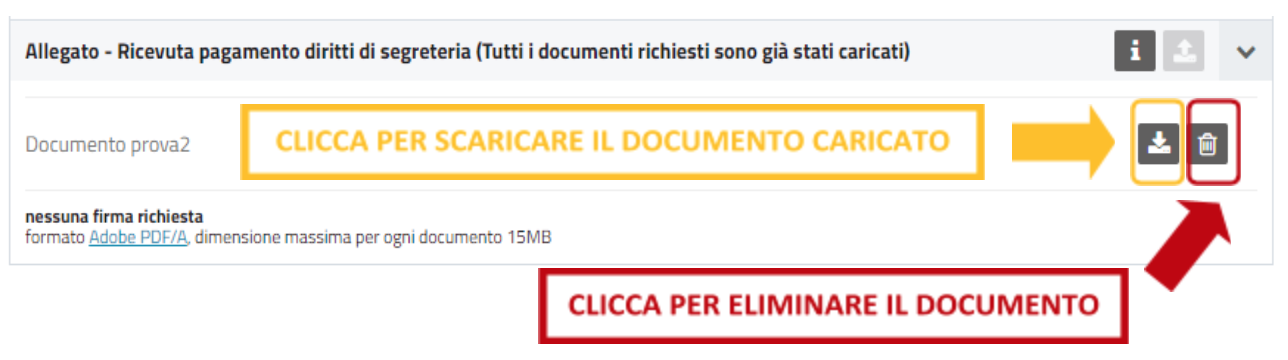 Allegato - Ricevuta pagamento diritti di segreteria (Tutti i documenti richiesti sono già stati caricati)
Documento prova2
CLICCA PER SCARICARE IL DOCUMENTO CARICATO
nessuna firma richiesta
formato Adobe PDF/A, dimensione massima per ogni documento 15MB
CLICCA PER ELIMINARE IL DOCUMENTO